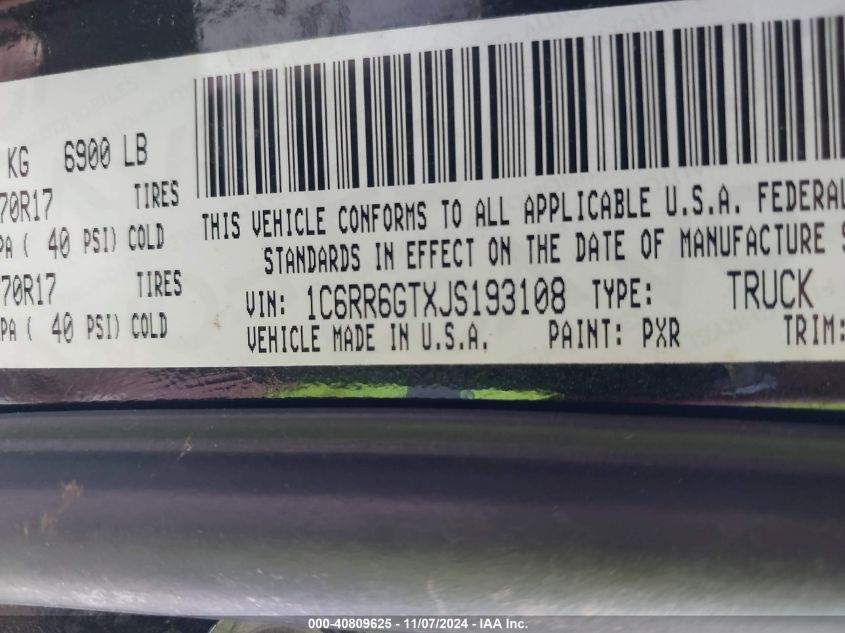 KG 6900 LB
70R17 TIRES
PA ( 40 PSI) COLD
70R17 TIRES
PA ( 40 PSI) COLD
THIS VEHICLE CONFORMS TO ALL APPLICABLE U.S.A. FEDERAL
STANDARDS IN EFFECT ON THE DATE OF MANUFACTURE S
VIN: 1C6RR6GTXJS193108 TYPE: TRUCK
VEHICLE MADE IN U.S.A. PAINT: PXR TRIM:
000-40809625 - 11/07/2024 - IAA Inc.